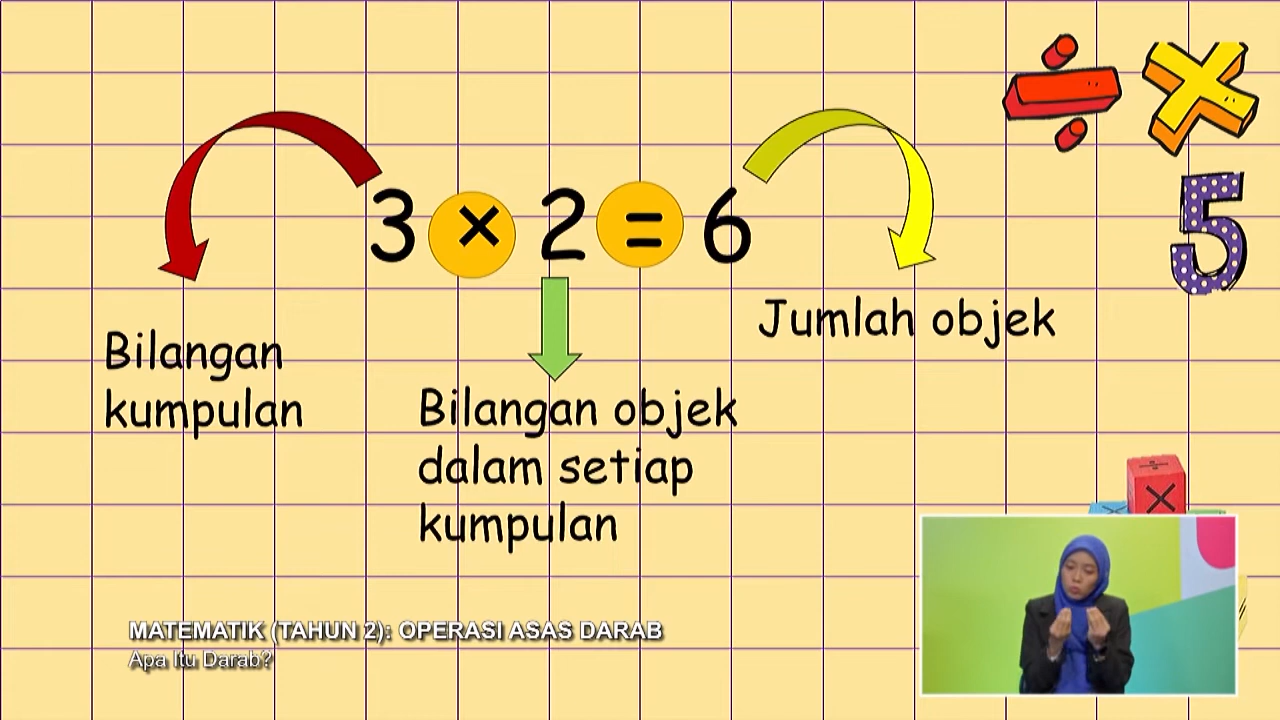 3 × 2 = 6
Bilangan
kumpulan
Bilangan objek
dalam setiap
kumpulan
Jumlah objek
÷ ×
5
÷
×
×
MATEMATIK (TAHUN 2): OPERASI ASAS DARAB
Apa Itu Darab?